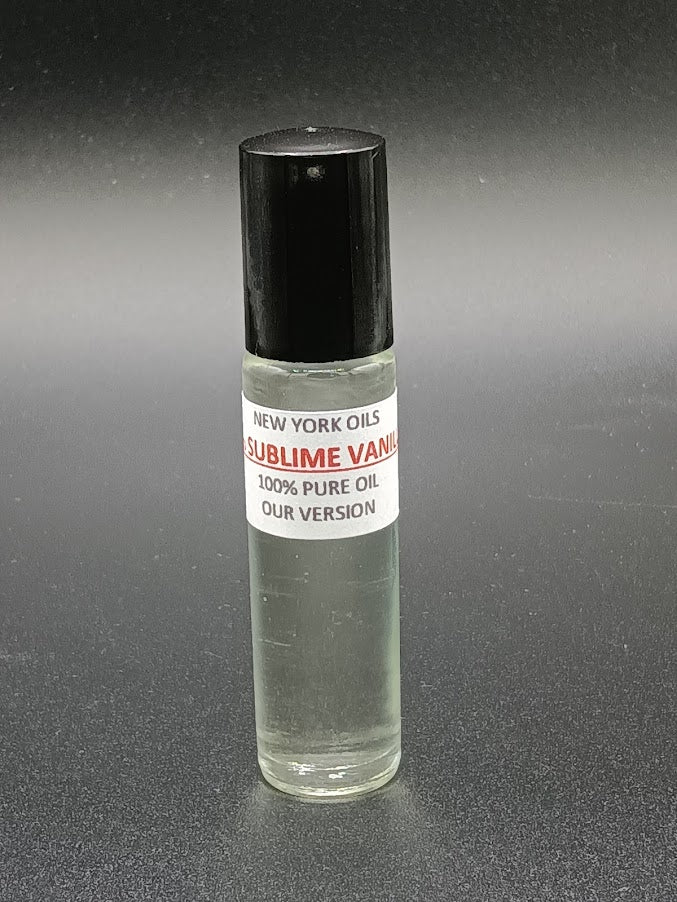 NEW YORK OILS
SUBLIME VANIL
100% PURE OIL
OUR VERSION